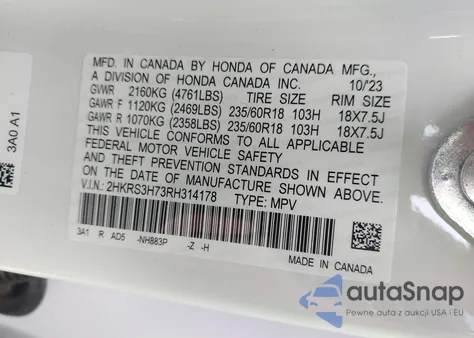 MFD. IN CANADA BY HONDA OF CANADA MFG.,
A DIVISION OF HONDA CANADA INC. 10/'23
GVWR 2160KG (4761LBS) TIRE SIZE RIM SIZE
GAWR F 1120KG (2469LBS) 235/60R18 103H 18X7.5J
GAWR R 1070KG (2358LBS) 235/60R18 103H 18X7.5J
THIS VEHICLE CONFORMS TO ALL APPLICABLE
FEDERAL MOTOR VEHICLE SAFETY
AND THEFT PREVENTION STANDARDS IN EFFECT
ON THE DATE OF MANUFACTURE SHOWN ABOVE.
V.I.N.: 2HKRS3H73RH314178 TYPE: MPV
3A1 R AD5 -NH883P -Z -H
MADE IN CANADA
3A0 A1
autoSnap
Pewne auta z aukcji USA - EU